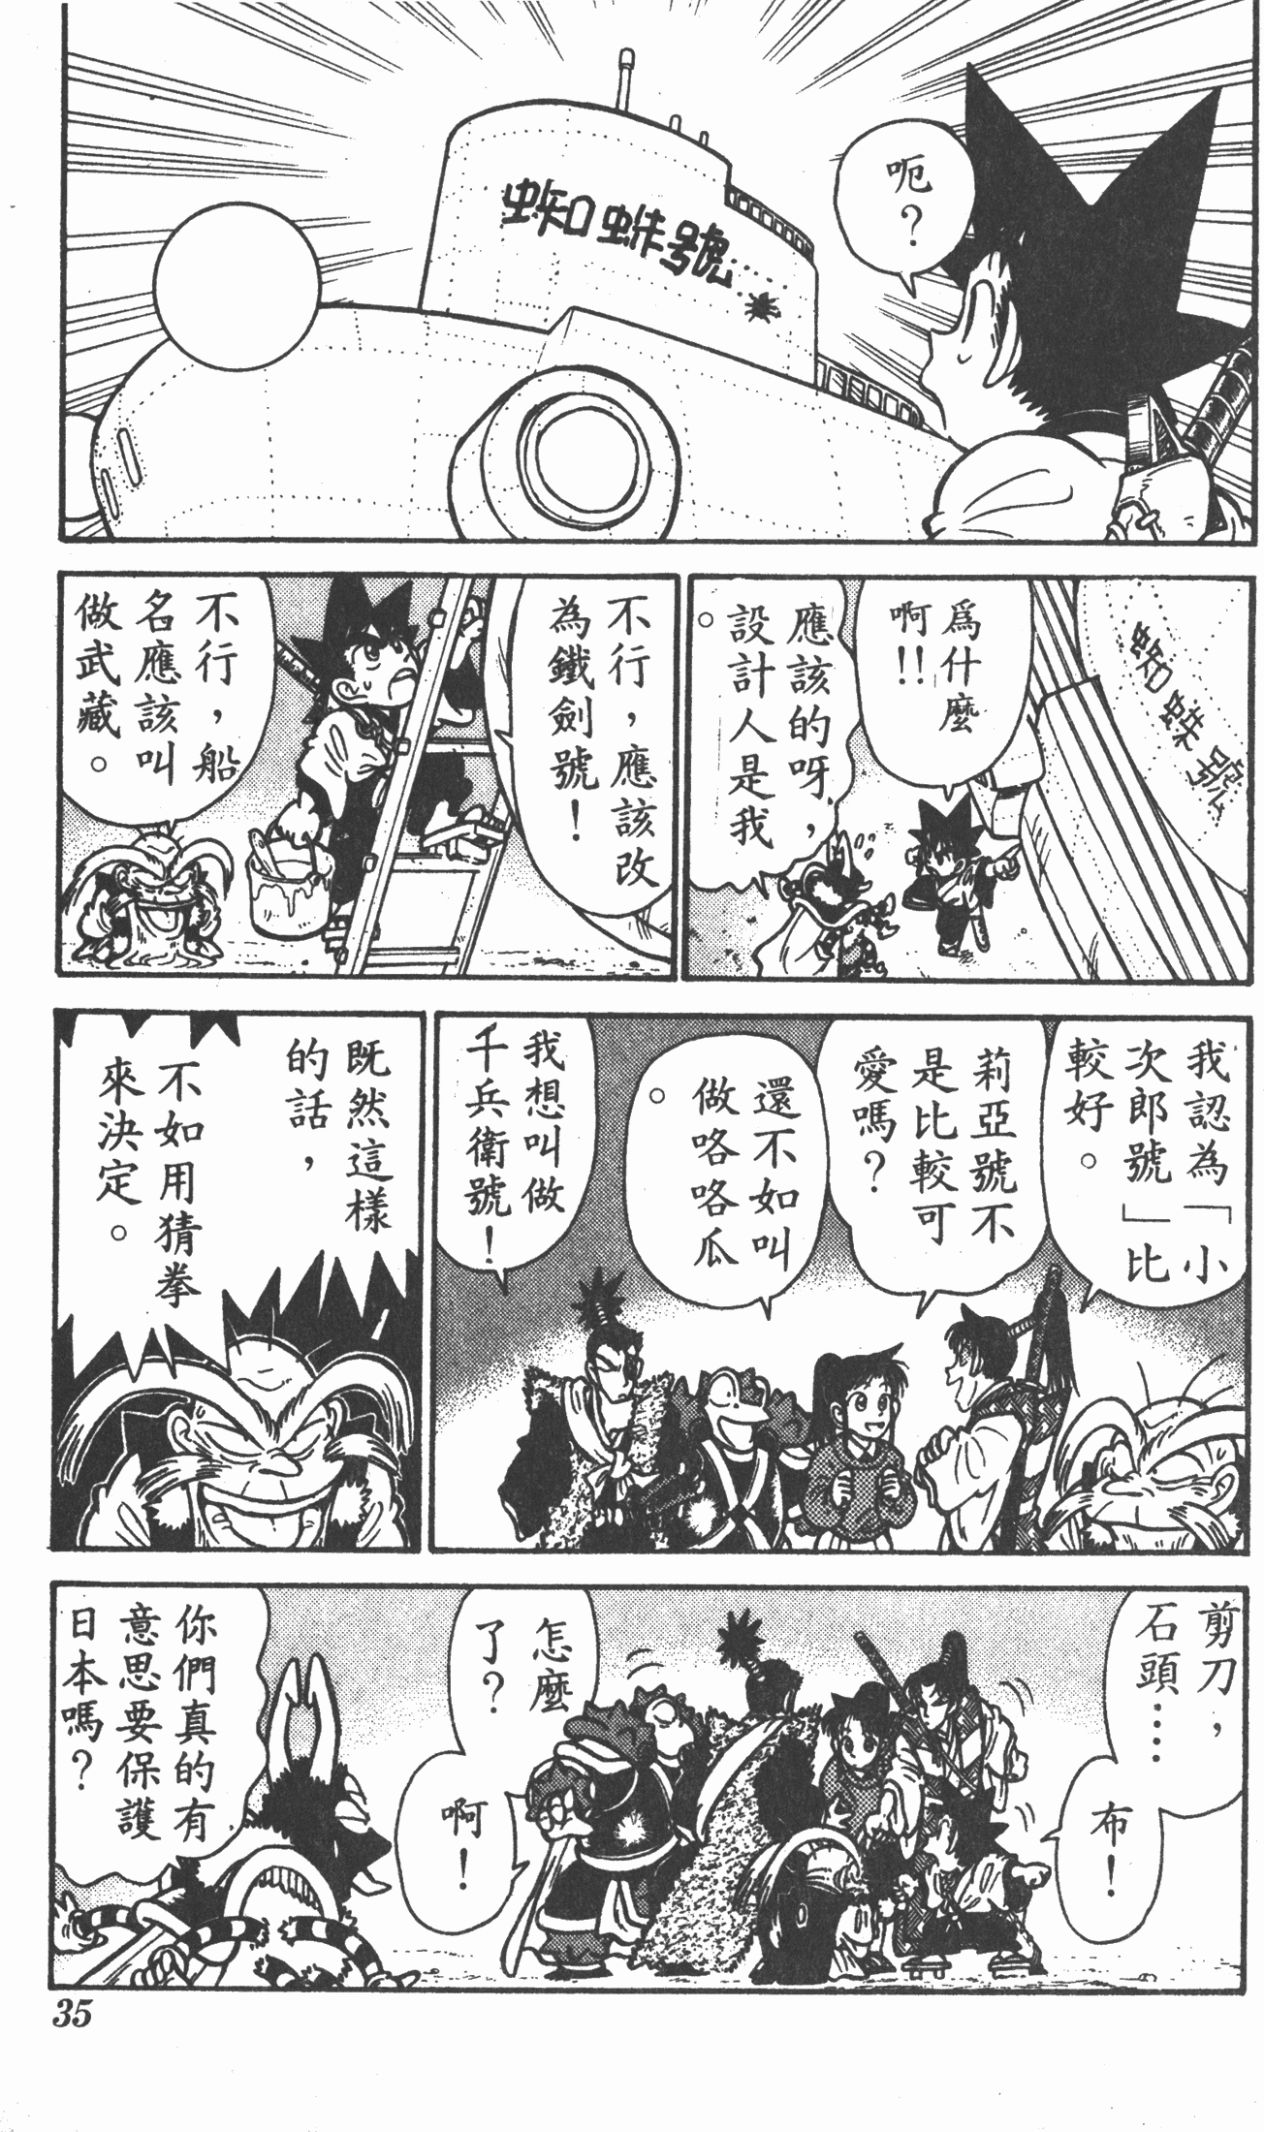 呃？
蜘蛛號
為什麼
啊!!
應該的呀，
設計人是我
。
蜘蛛號
不行，應該改
為鐵劍號！
不行，船
名應該叫
做武藏。
我認為「小
次郎號」比
較好。
莉亞號不
是比較可
愛嗎？
還不如叫
做咯咯瓜
。
我想叫做
千兵衛號！
既然這樣
的話，
不如用猜拳
來決定。
剪刀，
石頭……
布！
怎麼
了？
啊！
你們真的有
意思要保護
日本嗎？
35